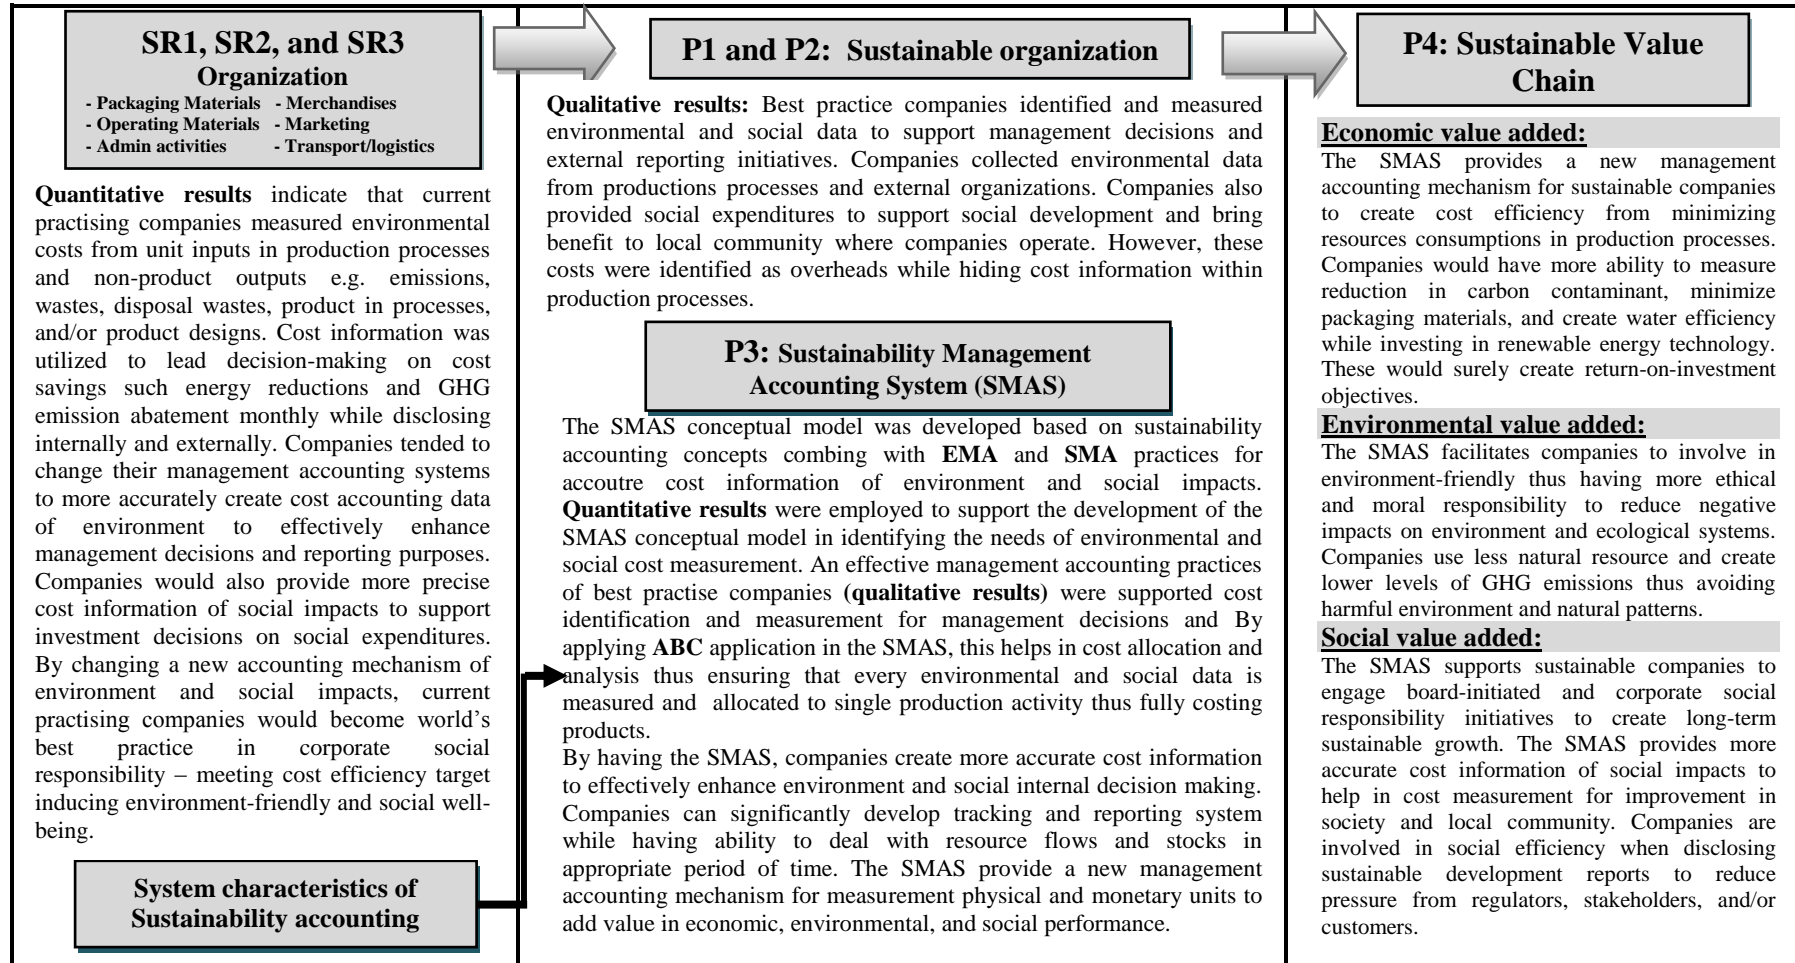 SR1, SR2, and SR3
Organization
- Packaging Materials - Merchandises
- Operating Materials - Marketing
- Admin activities - Transport/logistics
Quantitative results indicate that current
practising companies measured environmental
costs from unit inputs in production processes
and non-product outputs e.g. emissions,
wastes, disposal wastes, product in processes,
and/or product designs. Cost information was
utilized to lead decision-making on cost
savings such energy reductions and GHG
emission abatement monthly while disclosing
internally and externally. Companies tended to
change their management accounting systems
to more accurately create cost accounting data
of environment to effectively enhance
management decisions and reporting purposes.
Companies would also provide more precise
cost information of social impacts to support
investment decisions on social expenditures.
By changing a new accounting mechanism of
environment and social impacts, current
practising companies would become world's
best practice in corporate social
responsibility – meeting cost efficiency target
inducing environment-friendly and social well-
being.
System characteristics of
Sustainability accounting
P1 and P2: Sustainable organization
Qualitative results: Best practice companies identified and measured
environmental and social data to support management decisions and
external reporting initiatives. Companies collected environmental data
from productions processes and external organizations. Companies also
provided social expenditures to support social development and bring
benefit to local community where companies operate. However, these
costs were identified as overheads while hiding cost information within
production processes.
P3: Sustainability Management
Accounting System (SMAS)
The SMAS conceptual model was developed based on sustainability
accounting concepts combing with EMA and SMA practices for
accoutre cost information of environment and social impacts.
Quantitative results were employed to support the development of the
SMAS conceptual model in identifying the needs of environmental and
social cost measurement. An effective management accounting practices
of best practise companies (qualitative results) were supported cost
identification and measurement for management decisions and By
applying ABC application in the SMAS, this helps in cost allocation and
analysis thus ensuring that every environmental and social data is
measured and allocated to single production activity thus fully costing
products.
By having the SMAS, companies create more accurate cost information
to effectively enhance environment and social internal decision making.
Companies can significantly develop tracking and reporting system
while having ability to deal with resource flows and stocks in
appropriate period of time. The SMAS provide a new management
accounting mechanism for measurement physical and monetary units to
add value in economic, environmental, and social performance.
P4: Sustainable Value
Chain
Economic value added:
The SMAS provides a new management
accounting mechanism for sustainable companies
to create cost efficiency from minimizing
resources consumptions in production processes.
Companies would have more ability to measure
reduction in carbon contaminant, minimize
packaging materials, and create water efficiency
while investing in renewable energy technology.
These would surely create return-on-investment
objectives.
Environmental value added:
The SMAS facilitates companies to involve in
environment-friendly thus having more ethical
and moral responsibility to reduce negative
impacts on environment and ecological systems.
Companies use less natural resource and create
lower levels of GHG emissions thus avoiding
harmful environment and natural patterns.
Social value added:
The SMAS supports sustainable companies to
engage board-initiated and corporate social
responsibility initiatives to create long-term
sustainable growth. The SMAS provides more
accurate cost information of social impacts to
help in cost measurement for improvement in
society and local community. Companies are
involved in social efficiency when disclosing
sustainable development reports to reduce
pressure from regulators, stakeholders, and/or
customers.